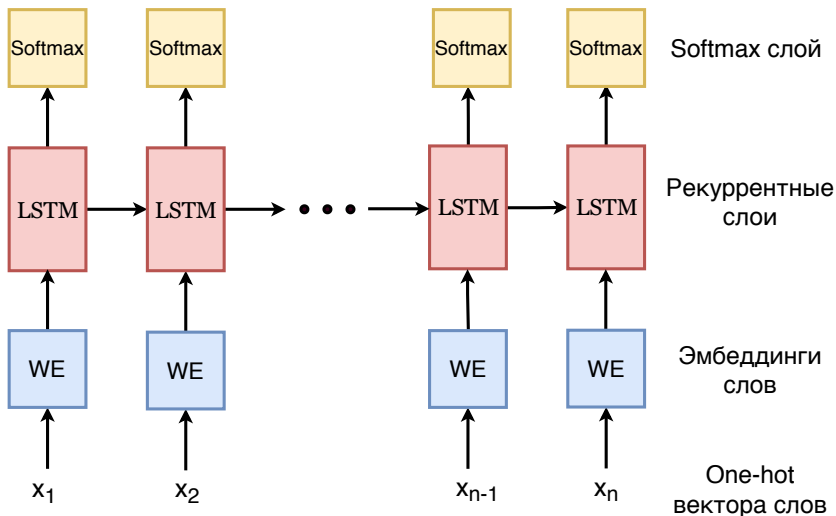 Softmax Softmax Softmax Softmax Softmax слой
LSTM LSTM LSTM LSTM Рекуррентные
слои
WE WE WE WE Эмбеддинги
слов
x1 x2 xn-1 xn One-hot
вектора слов